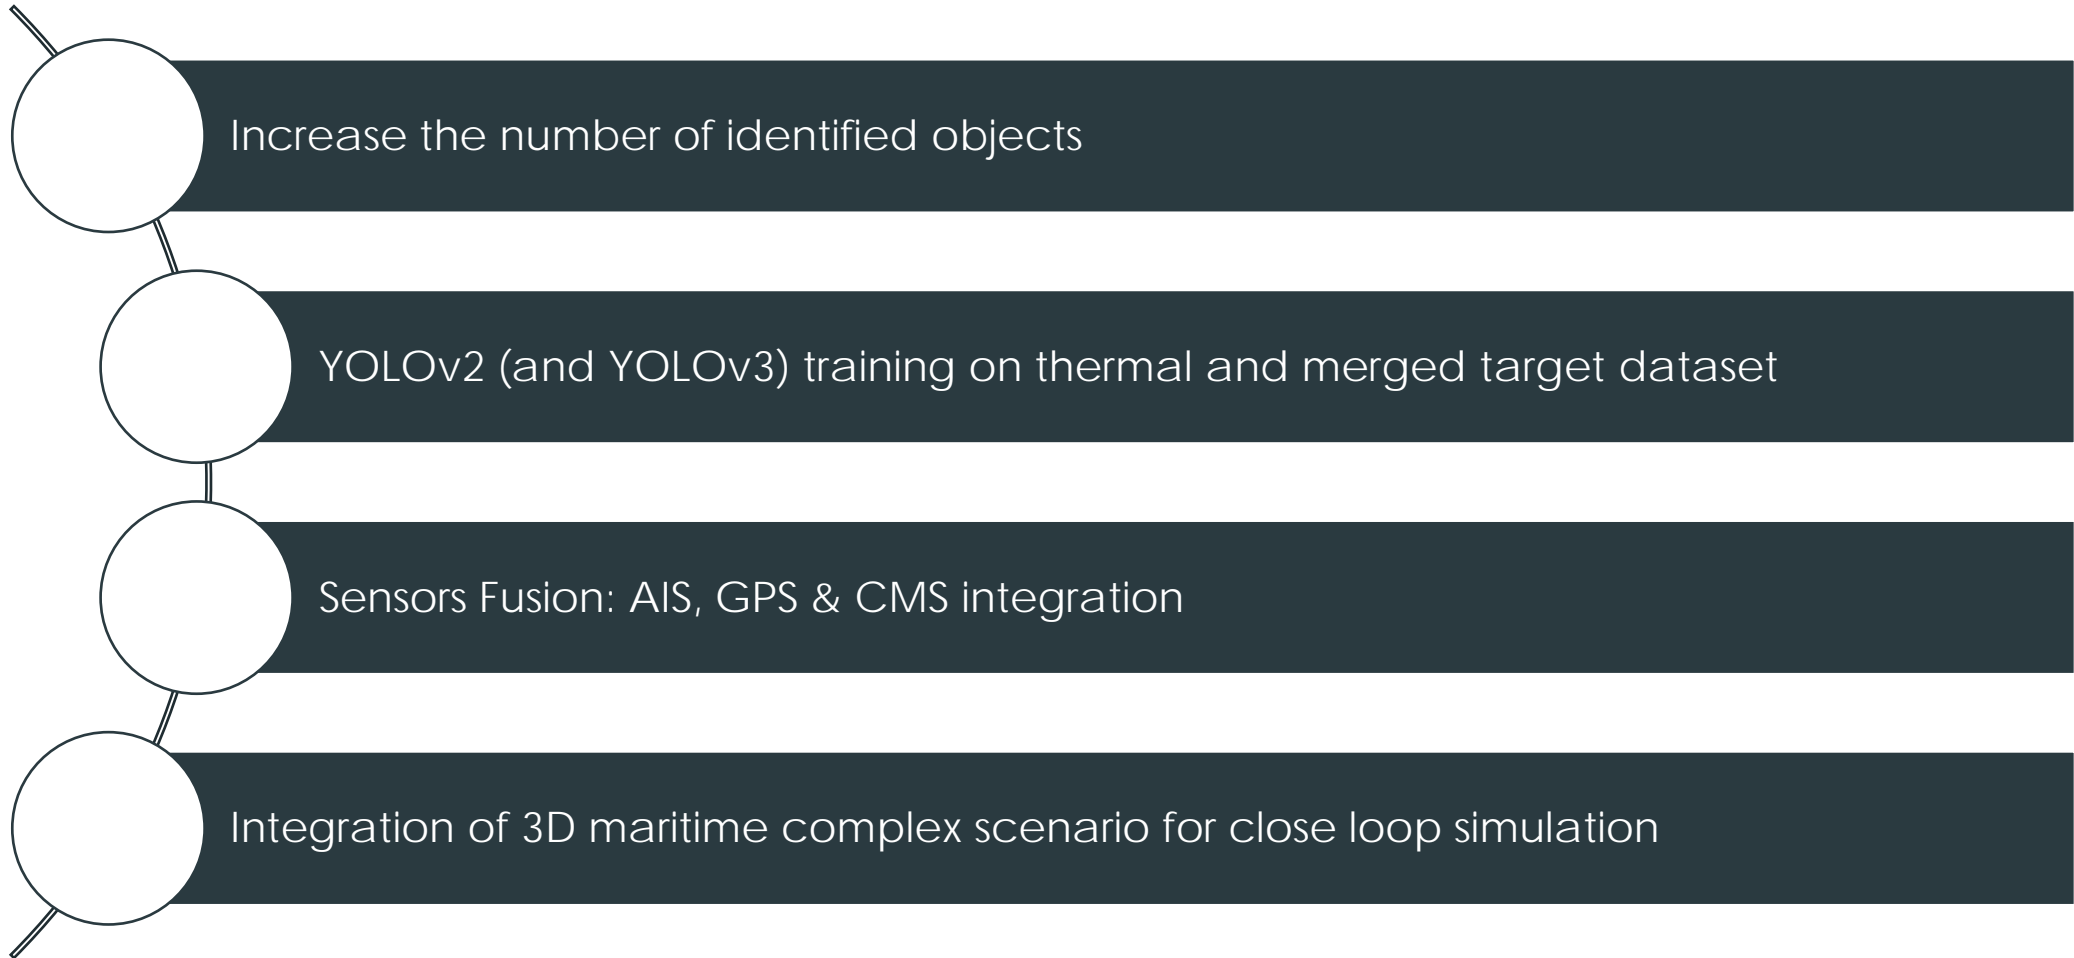 Increase the number of identified objects
YOLOv2 (and YOLOv3) training on thermal and merged target dataset
Sensors Fusion: AIS, GPS & CMS integration
Integration of 3D maritime complex scenario for close loop simulation